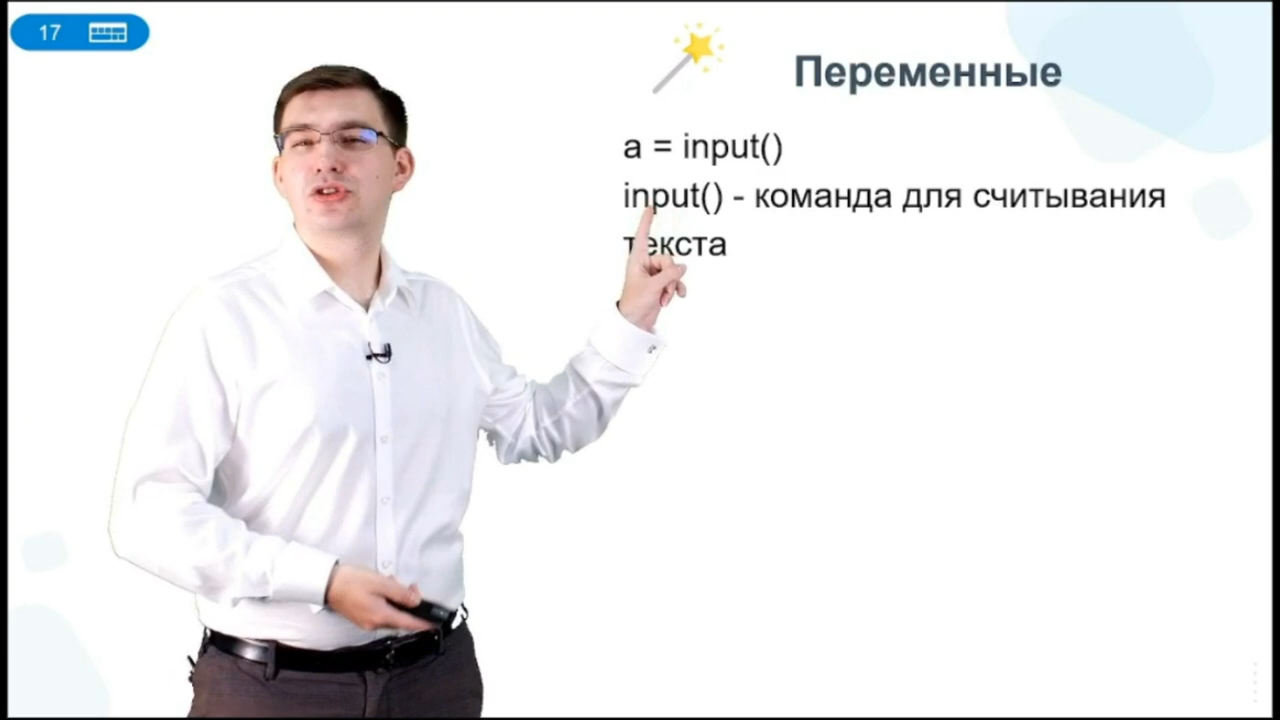 17
Переменные
a = input()
input() - команда для считывания
текста